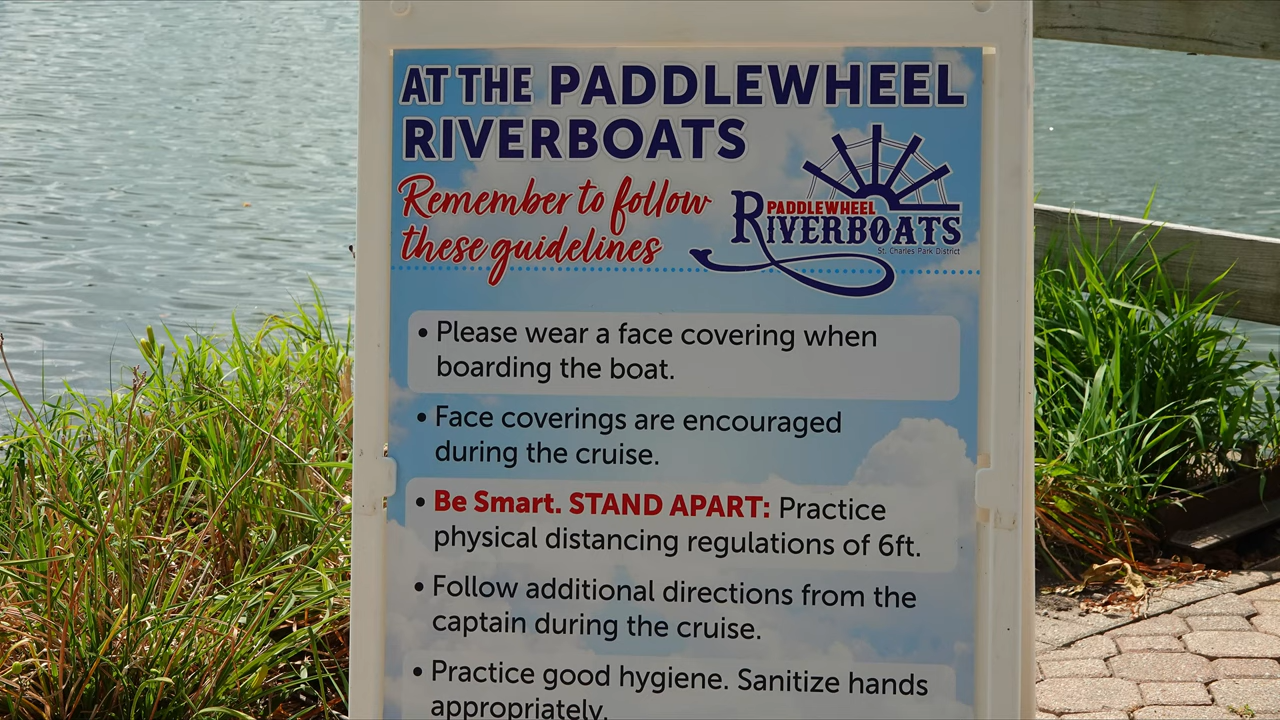 AT THE PADDLEWHEEL
RIVERBOATS
Remember to follow
these guidelines
PADDLEWHEEL
RIVERBOATS
St. Charles Park District
• Please wear a face covering when
boarding the boat.
• Face coverings are encouraged
during the cruise.
• Be Smart. STAND APART: Practice
physical distancing regulations of 6ft.
• Follow additional directions from the
captain during the cruise.
• Practice good hygiene. Sanitize hands
appropriately.